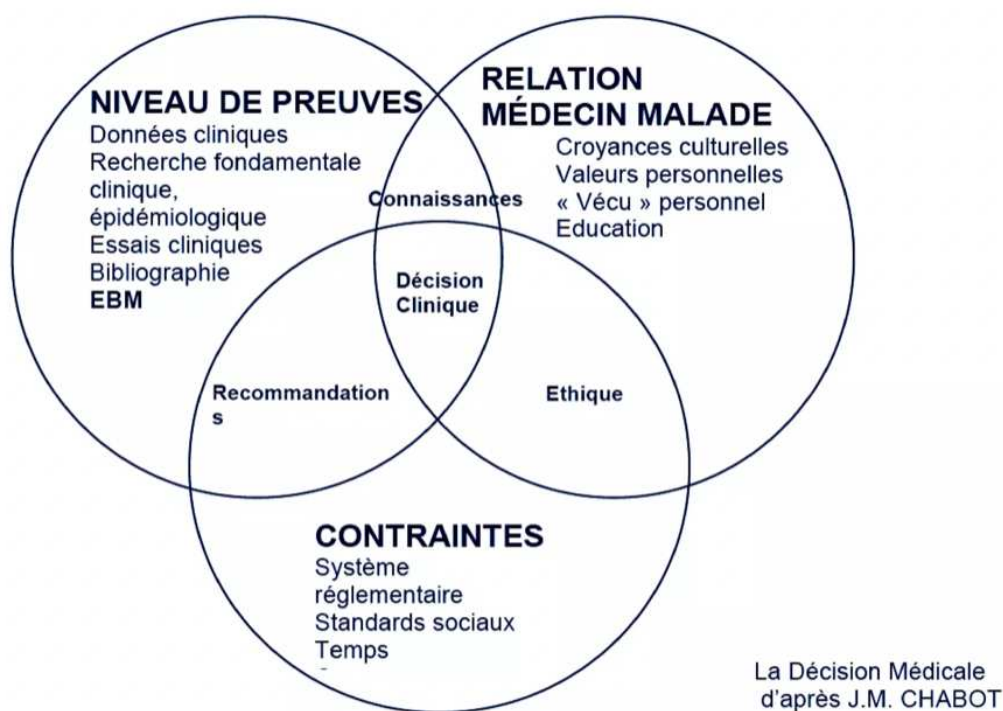 NIVEAU DE PREUVES
Données cliniques
Recherche fondamentale
clinique,
épidémiologique
Essais cliniques
Bibliographie
EBM
RELATION
MÉDECIN MALADE
Croyances culturelles
Valeurs personnelles
« Vécu » personnel
Education
Connaissances
Décision
Clinique
Recommandation
s
Ethique
CONTRAINTES
Système
réglementaire
Standards sociaux
Temps
La Décision Médicale
d'après J.M. CHABOT